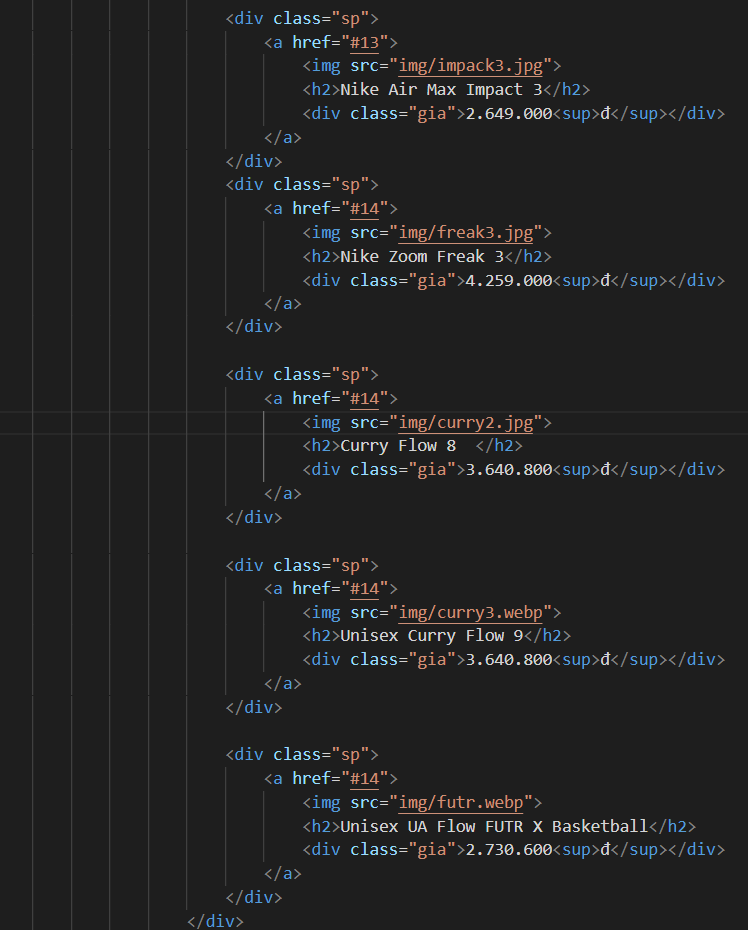 <div class="sp">
<a href="#13">
<img src="img/impack3.jpg">
<h2>Nike Air Max Impact 3</h2>
<div class="gia">2.649.000<sup>đ</sup></div>
</a>
</div>
<div class="sp">
<a href="#14">
<img src="img/freak3.jpg">
<h2>Nike Zoom Freak 3</h2>
<div class="gia">4.259.000<sup>đ</sup></div>
</a>
</div>
<div class="sp">
<a href="#14">
<img src="img/curry2.jpg">
<h2>Curry Flow 8  </h2>
<div class="gia">3.640.800<sup>đ</sup></div>
</a>
</div>
<div class="sp">
<a href="#14">
<img src="img/curry3.webp">
<h2>Unisex Curry Flow 9</h2>
<div class="gia">3.640.800<sup>đ</sup></div>
</a>
</div>
<div class="sp">
<a href="#14">
<img src="img/futr.webp">
<h2>Unisex UA Flow FUTR X Basketball</h2>
<div class="gia">2.730.600<sup>đ</sup></div>
</a>
</div>
</div>